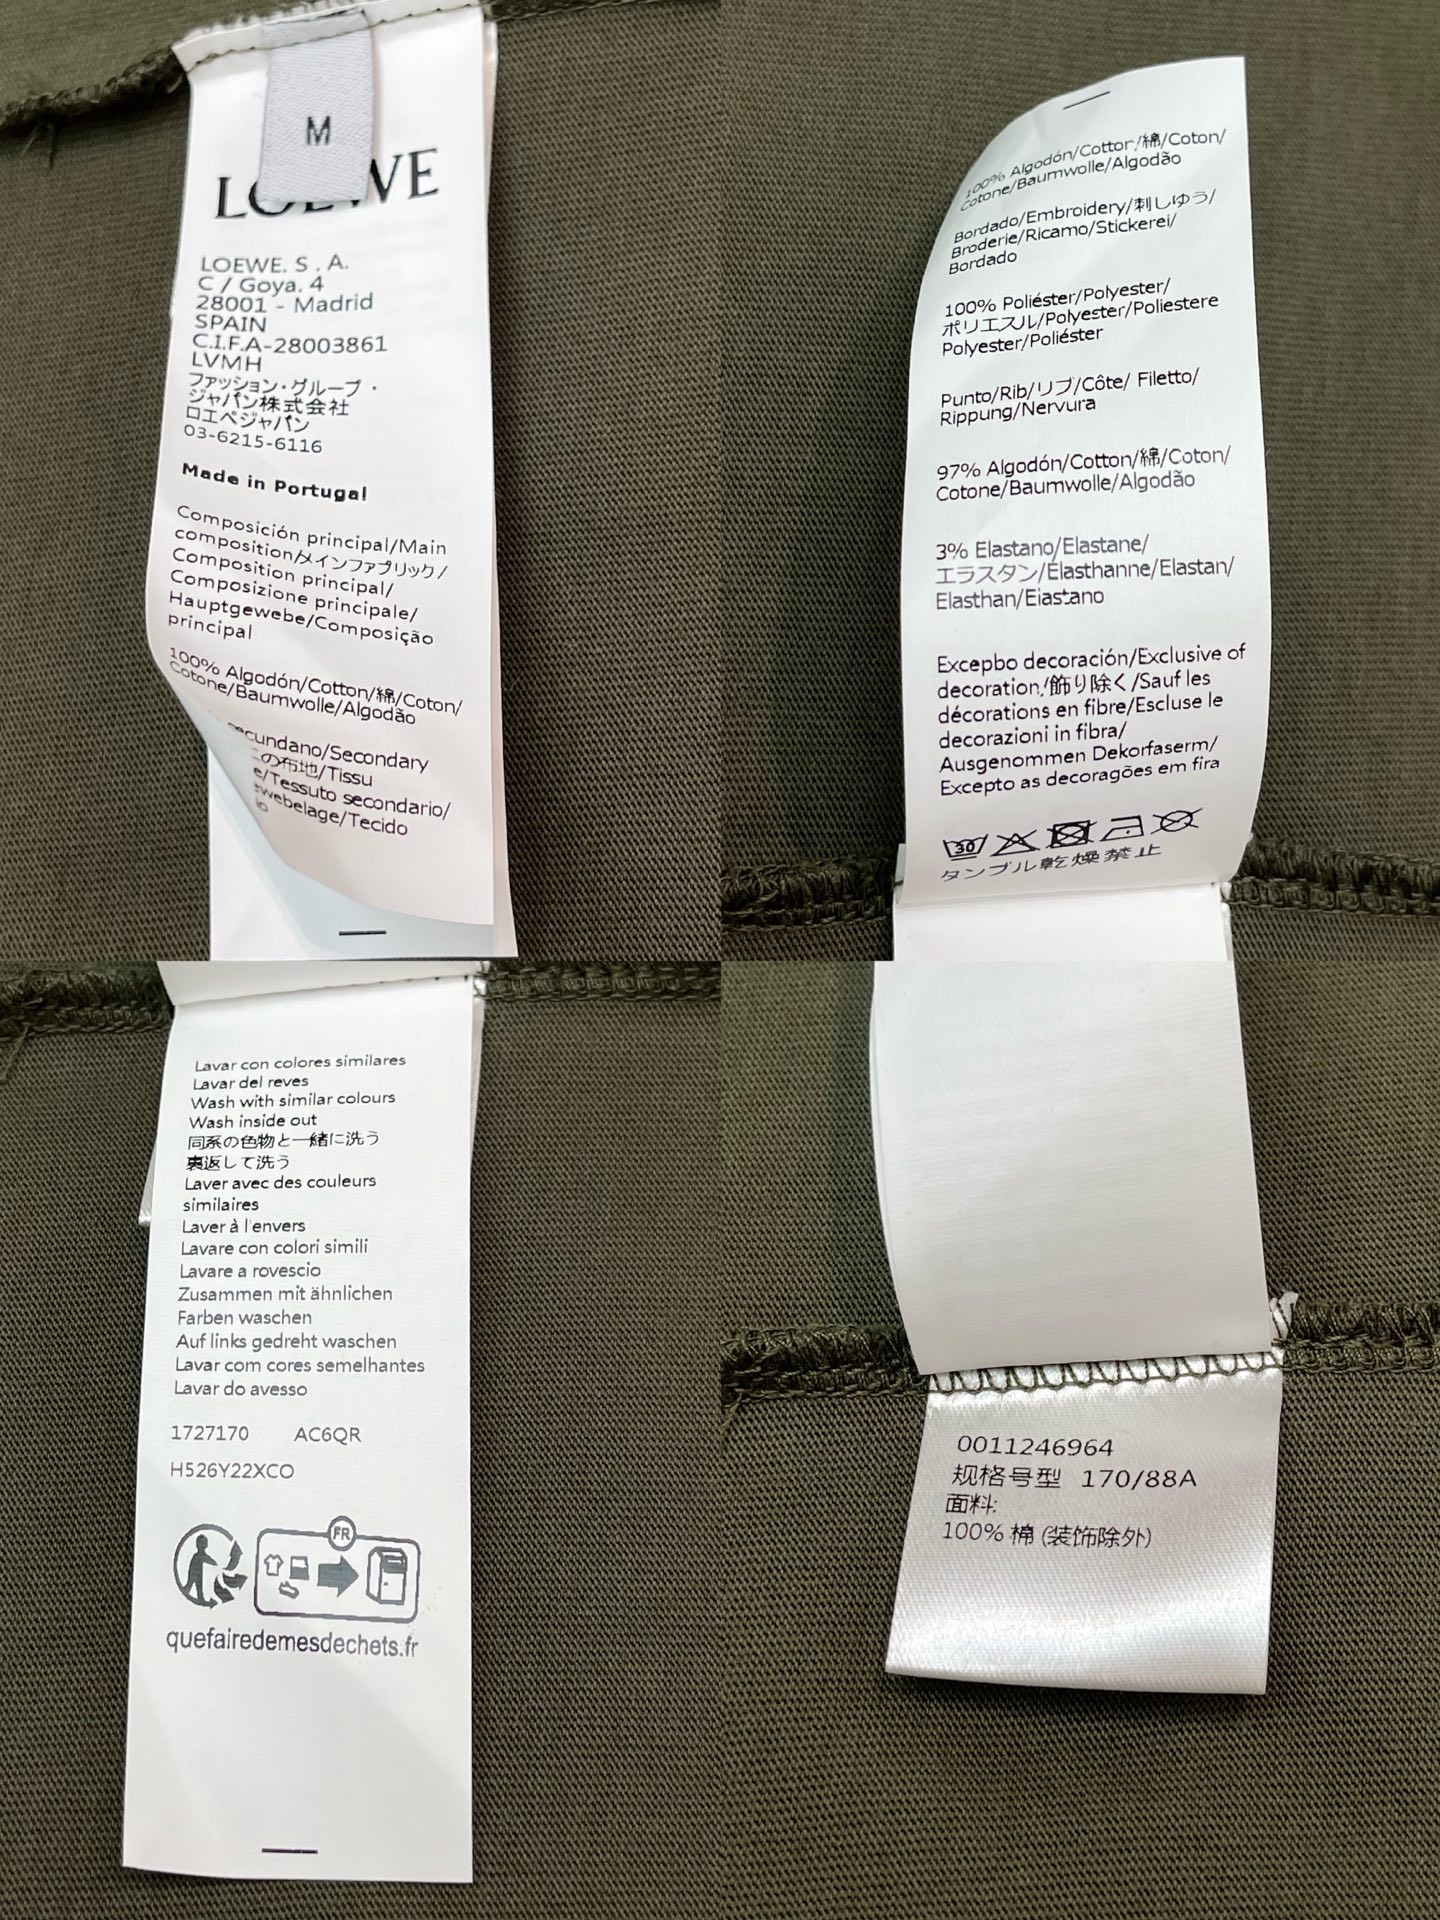 M
LOEWE
LOEWE. S . A.
C / Goya. 4
28001 - Madrid
SPAIN
C.I.F.A-28003861
LVMH
ファッション・グループ・
ジャパン株式会社
ロエベジャパン
03-6215-6116
Made in Portugal
Composición principal/Main
composition/メインファブリック/
Composition principal/
Composizione principale/
Hauptgewebe/Composição
principal
100% Algodón/Cotton/綿/Coton/
Cotone/Baumwolle/Algodão
secundano/Secondary
の布地/Tissu
e/Tessuto secondario/
ewebelage/Tecido
io
100% Algodón/Cottor/綿/Coton/
Cotone/Baumwolle/Algodão
Bordado/Embroidery/刺しゆう/
Broderie/Ricamo/Stickerei/
Bordado
100% Poliéster/Polyester/
ポリエスル/Polyester/Poliestere
Polyester/Poliéster
Punto/Rib/リブ/Côte/ Filetto/
Rippung/Nervura
97% Algodón/Cotton/綿/Coton/
Cotone/Baumwolle/Algodão
3% Elastano/Elastane/
エラスタン/Élasthanne/Elastan/
Elasthan/Eiastano
Excepbo decoración/Exclusive of
decoration/飾り除く/Sauf les
décorations en fibre/Escluse le
decorazioni in fibra/
Ausgenommen Dekorfaserm/
Excepto as decoragões em fira
30
タンブル乾燥禁止
Lavar con colores similares
Lavar del reves
Wash with similar colours
Wash inside out
同系の色物と一緒に洗う
裏返して洗う
Laver avec des couleurs
similaires
Laver à l'envers
Lavare con colori simili
Lavare a rovescio
Zusammen mit ähnlichen
Farben waschen
Auf links gedreht waschen
Lavar com cores semelhantes
Lavar do avesso
1727170 AC6QR
H526Y22XCO
FR
quefairedemesdechets.fr
0011246964
规格号型 170/88A
面料:
100% 棉 (装饰除外)